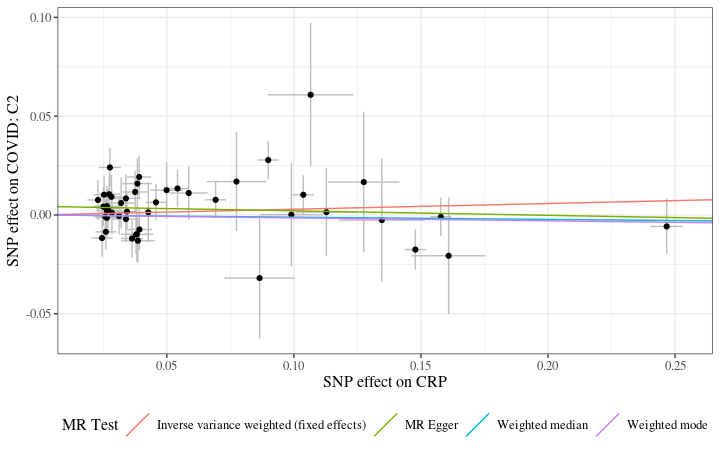 0.10
0.05
0.00
-0.05
SNP effect on COVID: C2
0.05
0.10
0.15
0.20
0.25
SNP effect on CRP
MR Test
Inverse variance weighted (fixed effects)
MR Egger
Weighted median
Weighted mode